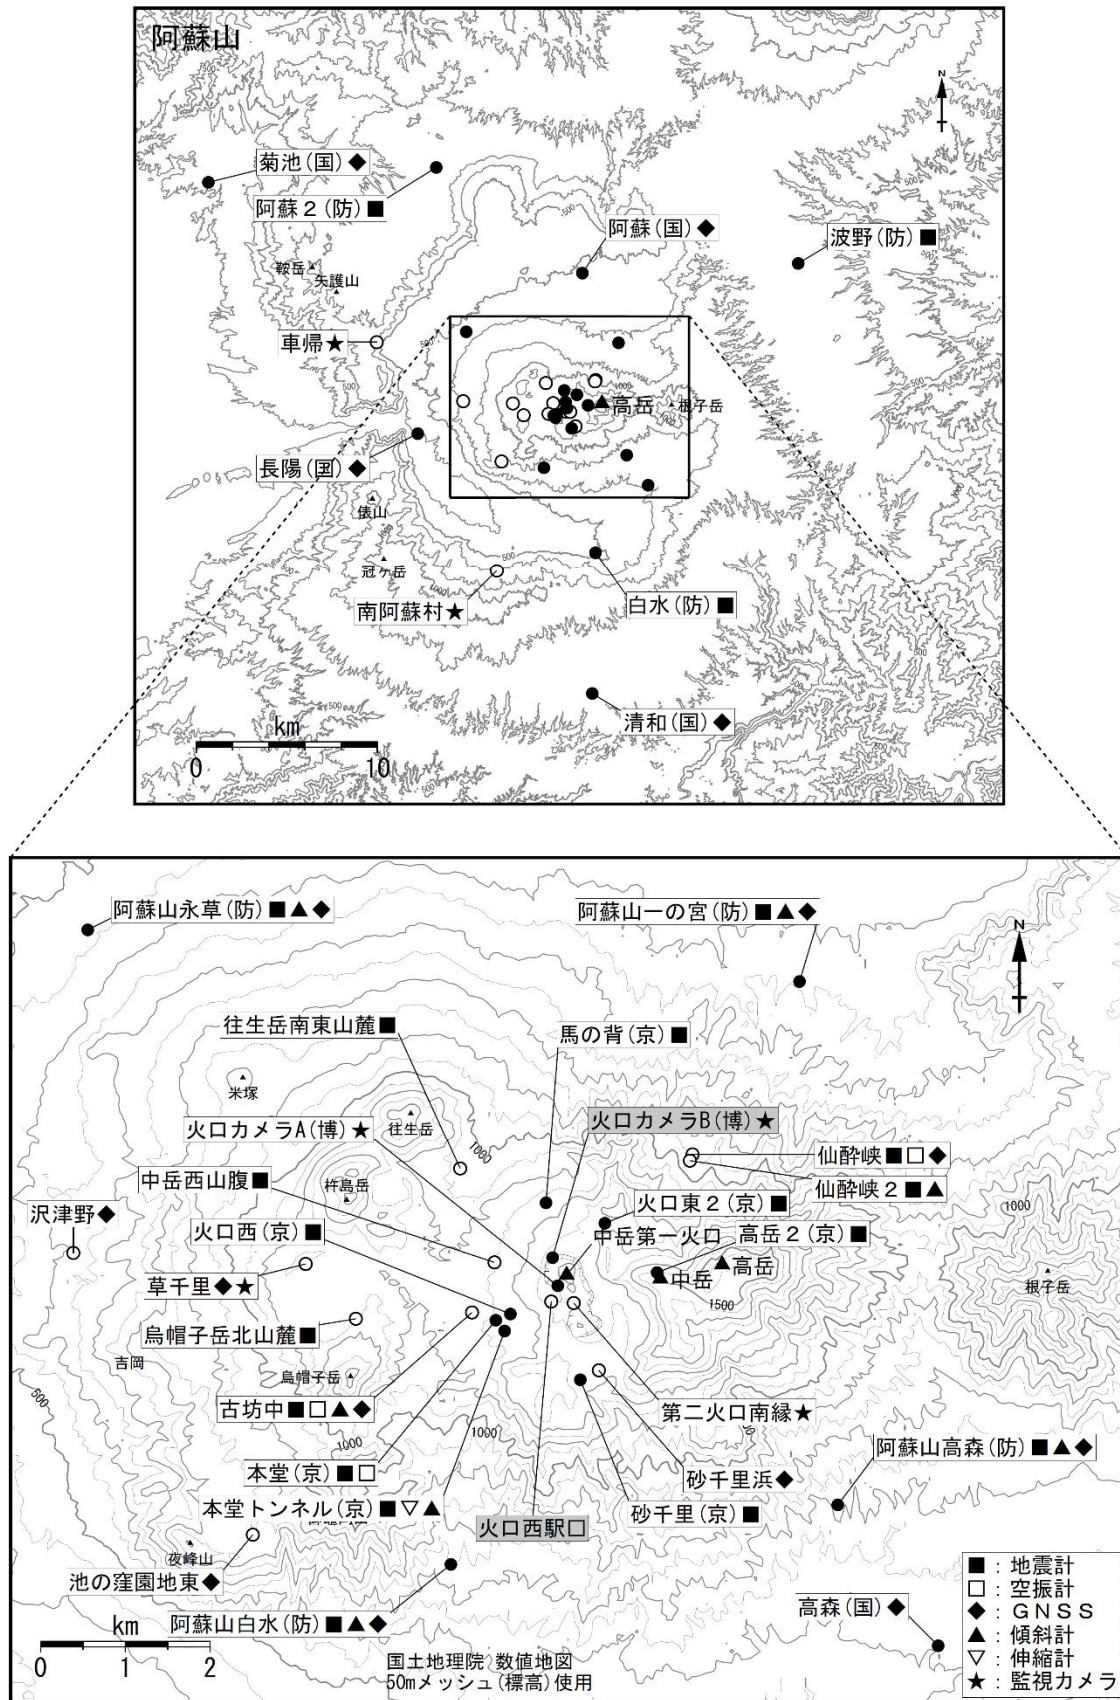 阿蘇山
N
菊池(国)◆
阿蘇2(防)■
阿蘇(国)◆
波野(防)■
鞍岳
矢護山
車帰★
高岳
根子岳
長陽(国)◆
俵山
冠ヶ岳
南阿蘇村★
白水(防)■
清和(国)◆
km
0 10
阿蘇山永草(防)■▲◆
阿蘇山一の宮(防)■▲◆
N
往生岳南東山麓■
馬の背(京)■
米塚
火口カメラA(博)★
往生岳
1000
火口カメラB(博)★
仙酔峡■□◆
中岳西山腹■
杵島岳
仙酔峡2■▲
沢津野◆
火口東2(京)■
1000
火口西(京)■
中岳第一火口
高岳2(京)■
草千里◆★
中岳
高岳
根子岳
1500
烏帽子岳北山麓■
吉岡
烏帽子岳
500
古坊中■□▲◆
第二火口南縁★
1000
1000
阿蘇山高森(防)■▲◆
本堂(京)■□
砂千里浜◆
本堂トンネル(京)■▽▲
砂千里(京)■
火口西駅□
夜峰山
池の窪園地東◆
阿蘇山白水(防)■▲◆
高森(国)◆
km
0 1 2
国土地理院 数値地図
50mメッシュ(標高)使用
■：地震計
□：空振計
◆：GNSS
▲：傾斜計
▽：伸縮計
★：監視カメラ